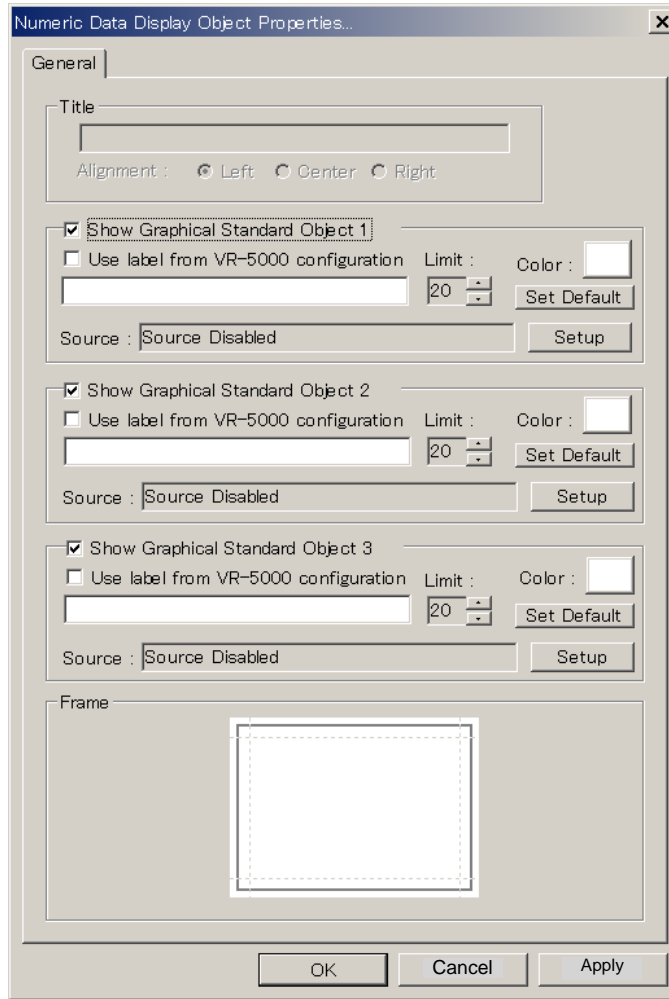 Numeric Data Display Object Properties...
General
Title
Alignment : Left Center Right
Show Graphical Standard Object 1
Use label from VR-5000 configuration Limit : Color :
20 Set Default
Source : Source Disabled Setup
Show Graphical Standard Object 2
Use label from VR-5000 configuration Limit : Color :
20 Set Default
Source : Source Disabled Setup
Show Graphical Standard Object 3
Use label from VR-5000 configuration Limit : Color :
20 Set Default
Source : Source Disabled Setup
Frame
OK Cancel Apply